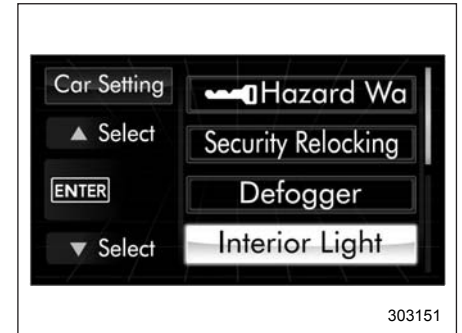 Car Setting
▲ Select
ENTER
▼ Select
Hazard Wa
Security Relocking
Defogger
Interior Light
303151